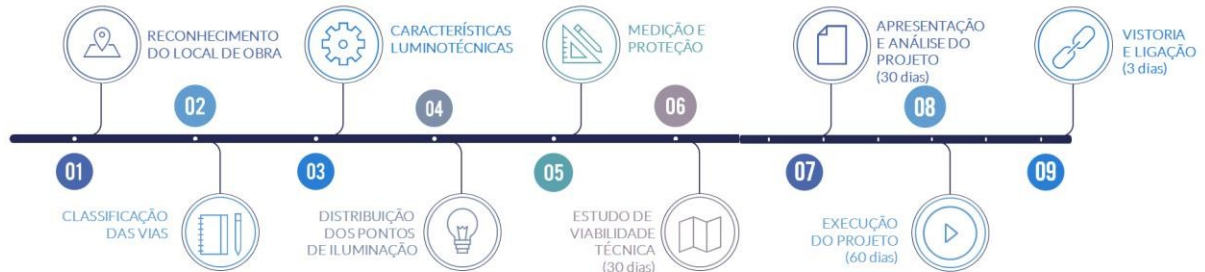 01
RECONHECIMENTO
DO LOCAL DE OBRA
02
CLASSIFICAÇÃO
DAS VIAS
03
CARACTERÍSTICAS
LUMINOTÉCNICAS
04
DISTRIBUIÇÃO
DOS PONTOS
DE ILUMINAÇÃO
05
MEDIÇÃO E
PROTEÇÃO
06
ESTUDO DE
VIABILIDADE
TÉCNICA
(30 dias)
07
APRESENTAÇÃO
E ANÁLISE DO
PROJETO
(30 dias)
08
EXECUÇÃO
DO PROJETO
(60 dias)
09
VISTORIA
E LIGAÇÃO
(3 dias)